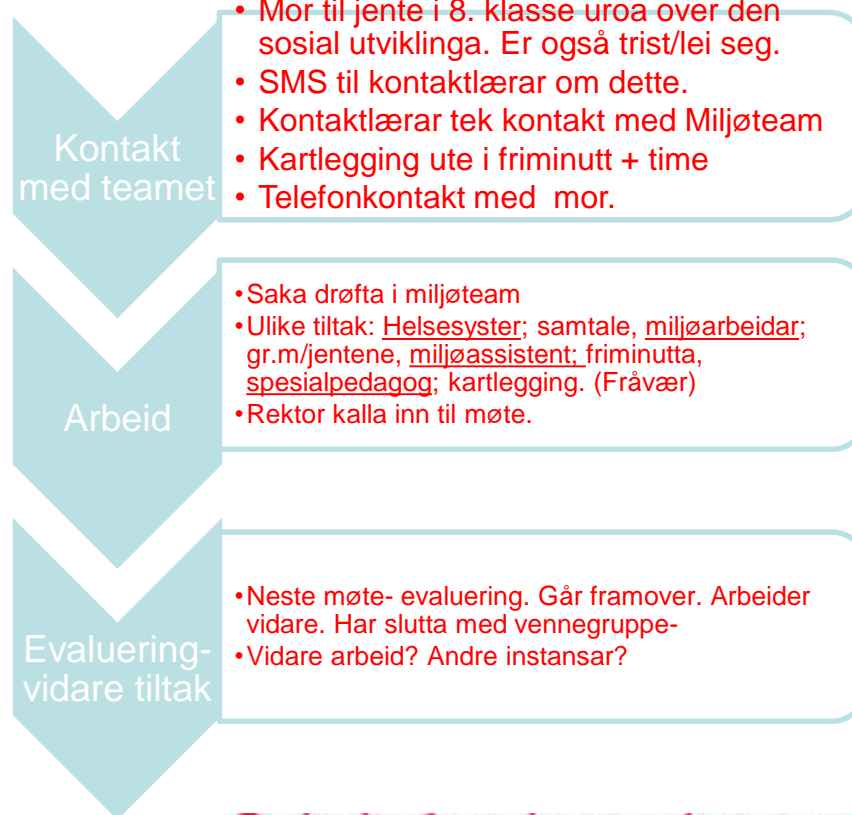 • Mor til jente i 8. klasse uroa over den
sosial utviklinga. Er også trist/lei seg.
• SMS til kontaktlærar om dette.
• Kontaktlærar tek kontakt med Miljøteam
• Kartlegging ute i friminutt + time
• Telefonkontakt med mor.
Kontakt
med teamet
•Saka drøfta i miljøteam
•Ulike tiltak: Helsesyster; samtale, miljøarbeidar;
gr.m/jentene, miljøassistent; friminutta,
spesialpedagog; kartlegging. (Fråvær)
•Rektor kalla inn til møte.
Arbeid
•Neste møte- evaluering. Går framover. Arbeider
vidare. Har slutta med vennegruppe-
•Vidare arbeid? Andre instansar?
Evaluering-
vidare tiltak